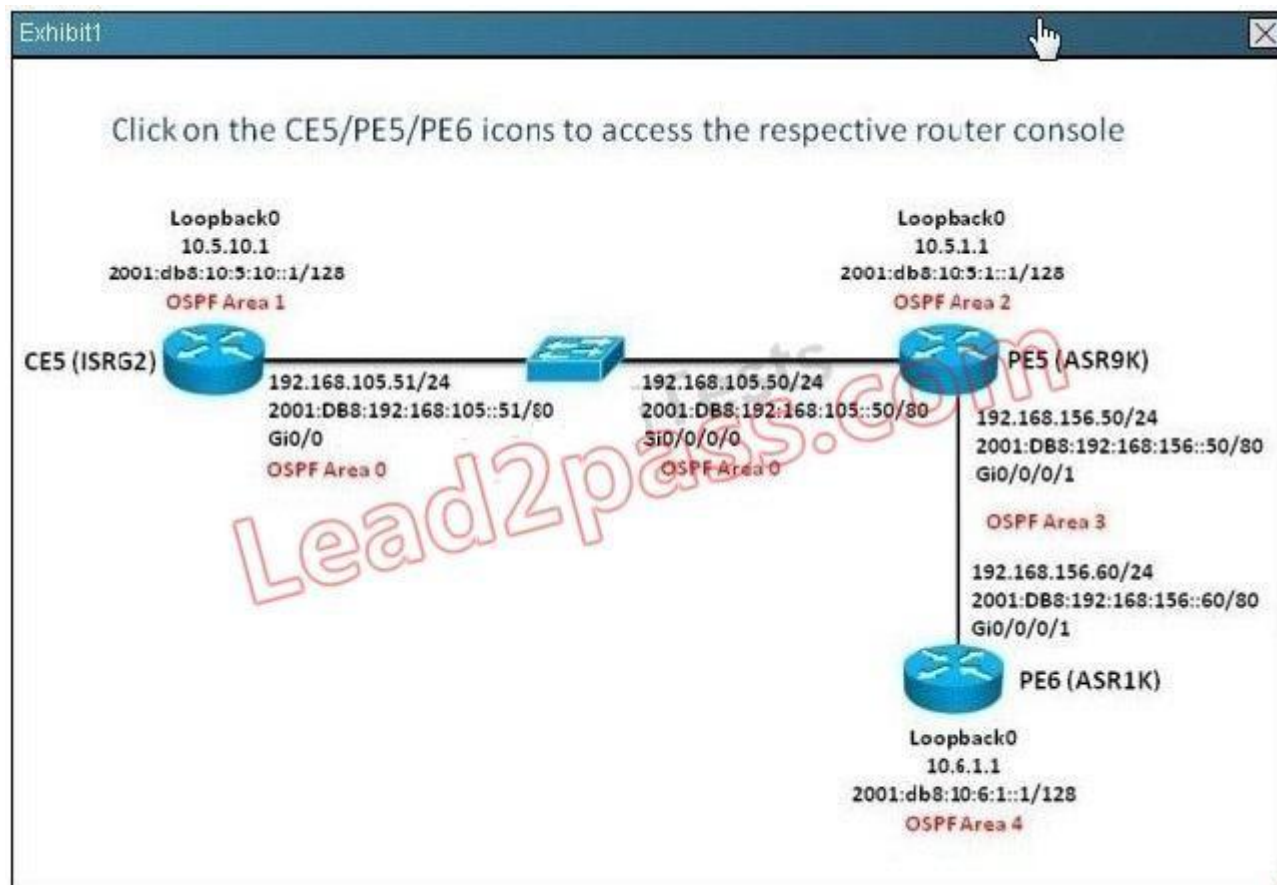 Exhibit1
Click on the CE5/PE5/PE6 icons to access the respective router console
Loopback0
10.5.10.1
2001:db8:10:5:10::1/128
OSPF Area 1
Loopback0
10.5.1.1
2001:db8:10:5:1::1/128
OSPF Area 2
CE5 (ISRG2)
PE5 (ASR9K)
192.168.105.51/24
2001:DB8:192:168:105::51/80
Gi0/0
OSPF Area 0
192.168.105.50/24
2001:DB8:192:168:105::50/80
Gi0/0/0/0
OSPF Area 0
192.168.156.50/24
2001:DB8:192:168:156::50/80
Gi0/0/0/1
OSPF Area 3
192.168.156.60/24
2001:DB8:192:168:156::60/80
Gi0/0/0/1
PE6 (ASR1K)
Loopback0
10.6.1.1
2001:db8:10:6:1::1/128
OSPF Area 4
Lead2pass.com